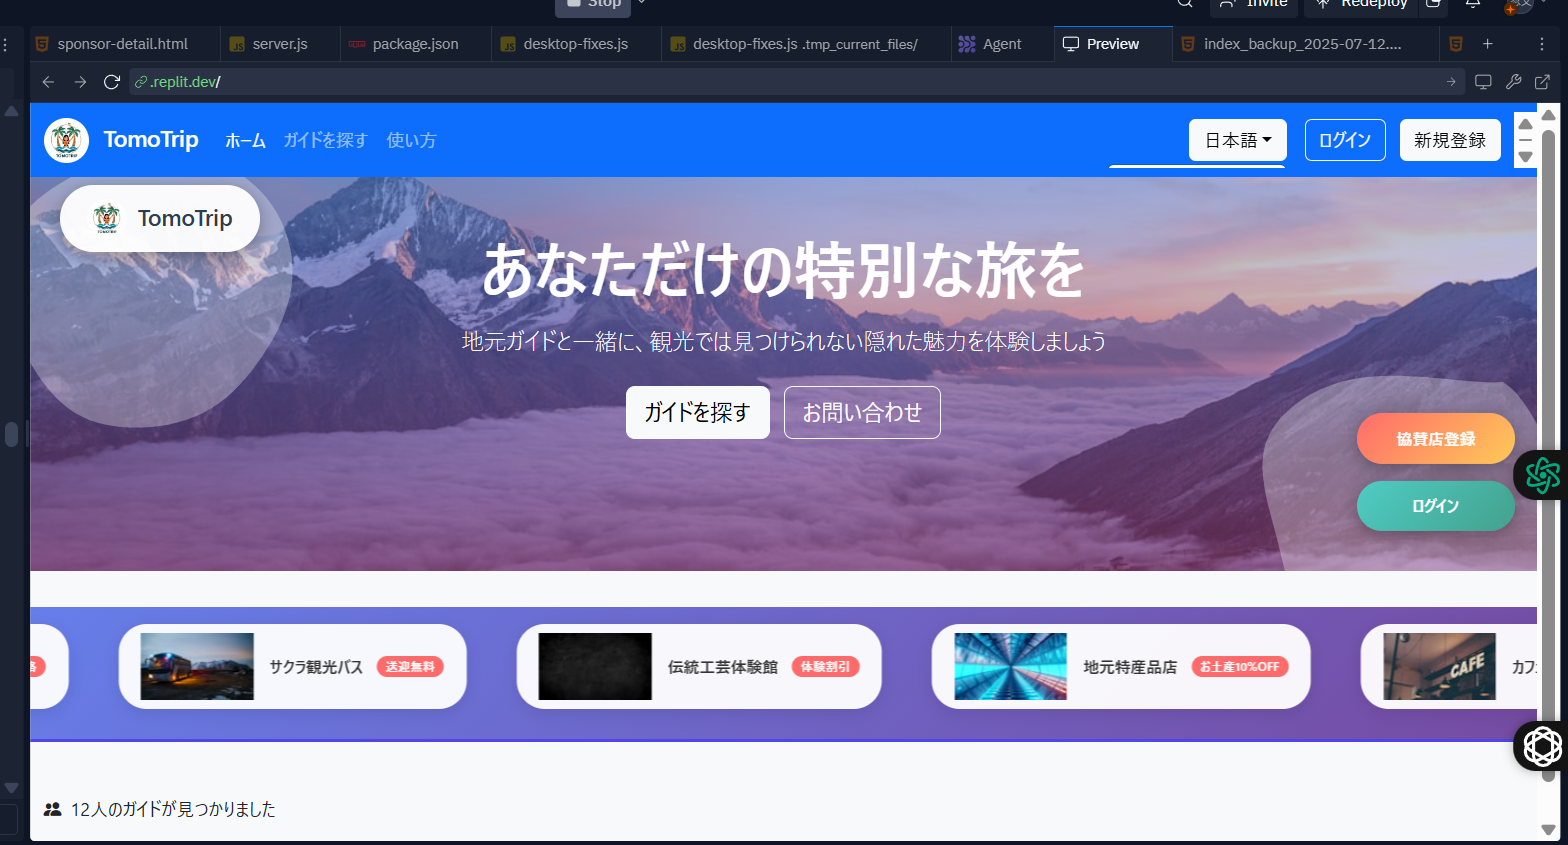 Stop
Invite
Redeploy
sponsor-detail.html
server.js
package.json
desktop-fixes.js
desktop-fixes.js .tmp_current_files/
Agent
Preview
index_backup_2025-07-12....
.replit.dev/
TomoTrip
ホーム
ガイドを探す
使い方
日本語
ログイン
新規登録
TomoTrip
あなただけの特別な旅を
地元ガイドと一緒に、観光では見つけられない隠れた魅力を体験しましょう
ガイドを探す
お問い合わせ
協賛店登録
ログイン
サクラ観光バス
送迎無料
伝統工芸体験館
体験割引
地元特産品店
お土産10%OFF
CAFE
カフ
12人のガイドが見つかりました